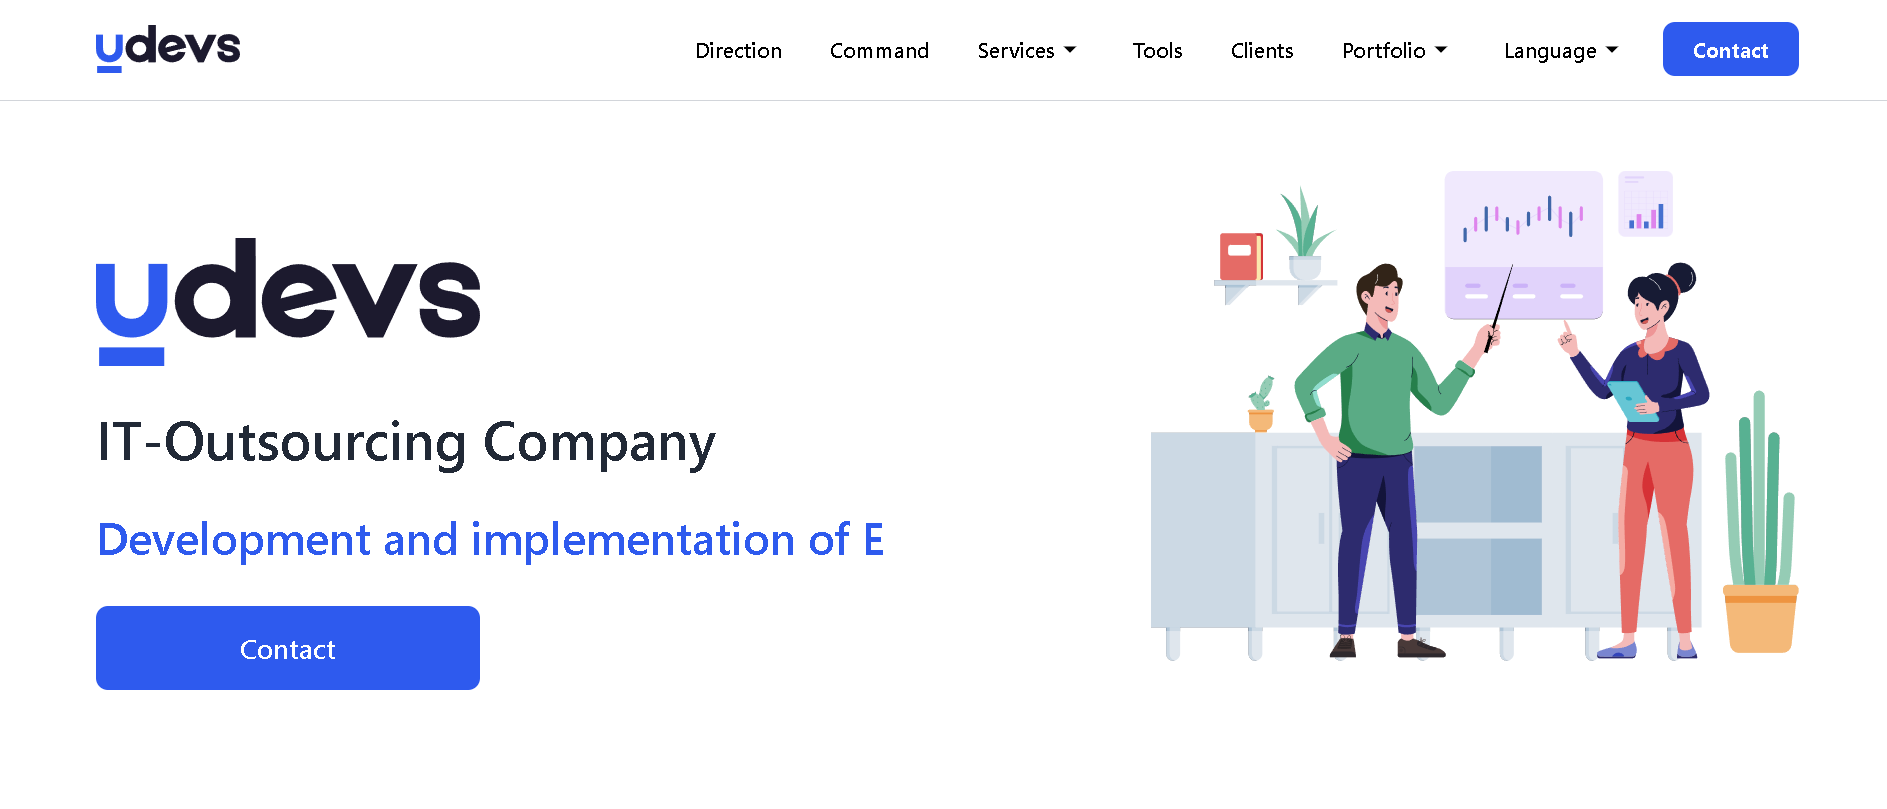 udevs
Direction Command Services Tools Clients Portfolio Language Contact
udevs
IT-Outsourcing Company
Development and implementation of E
Contact